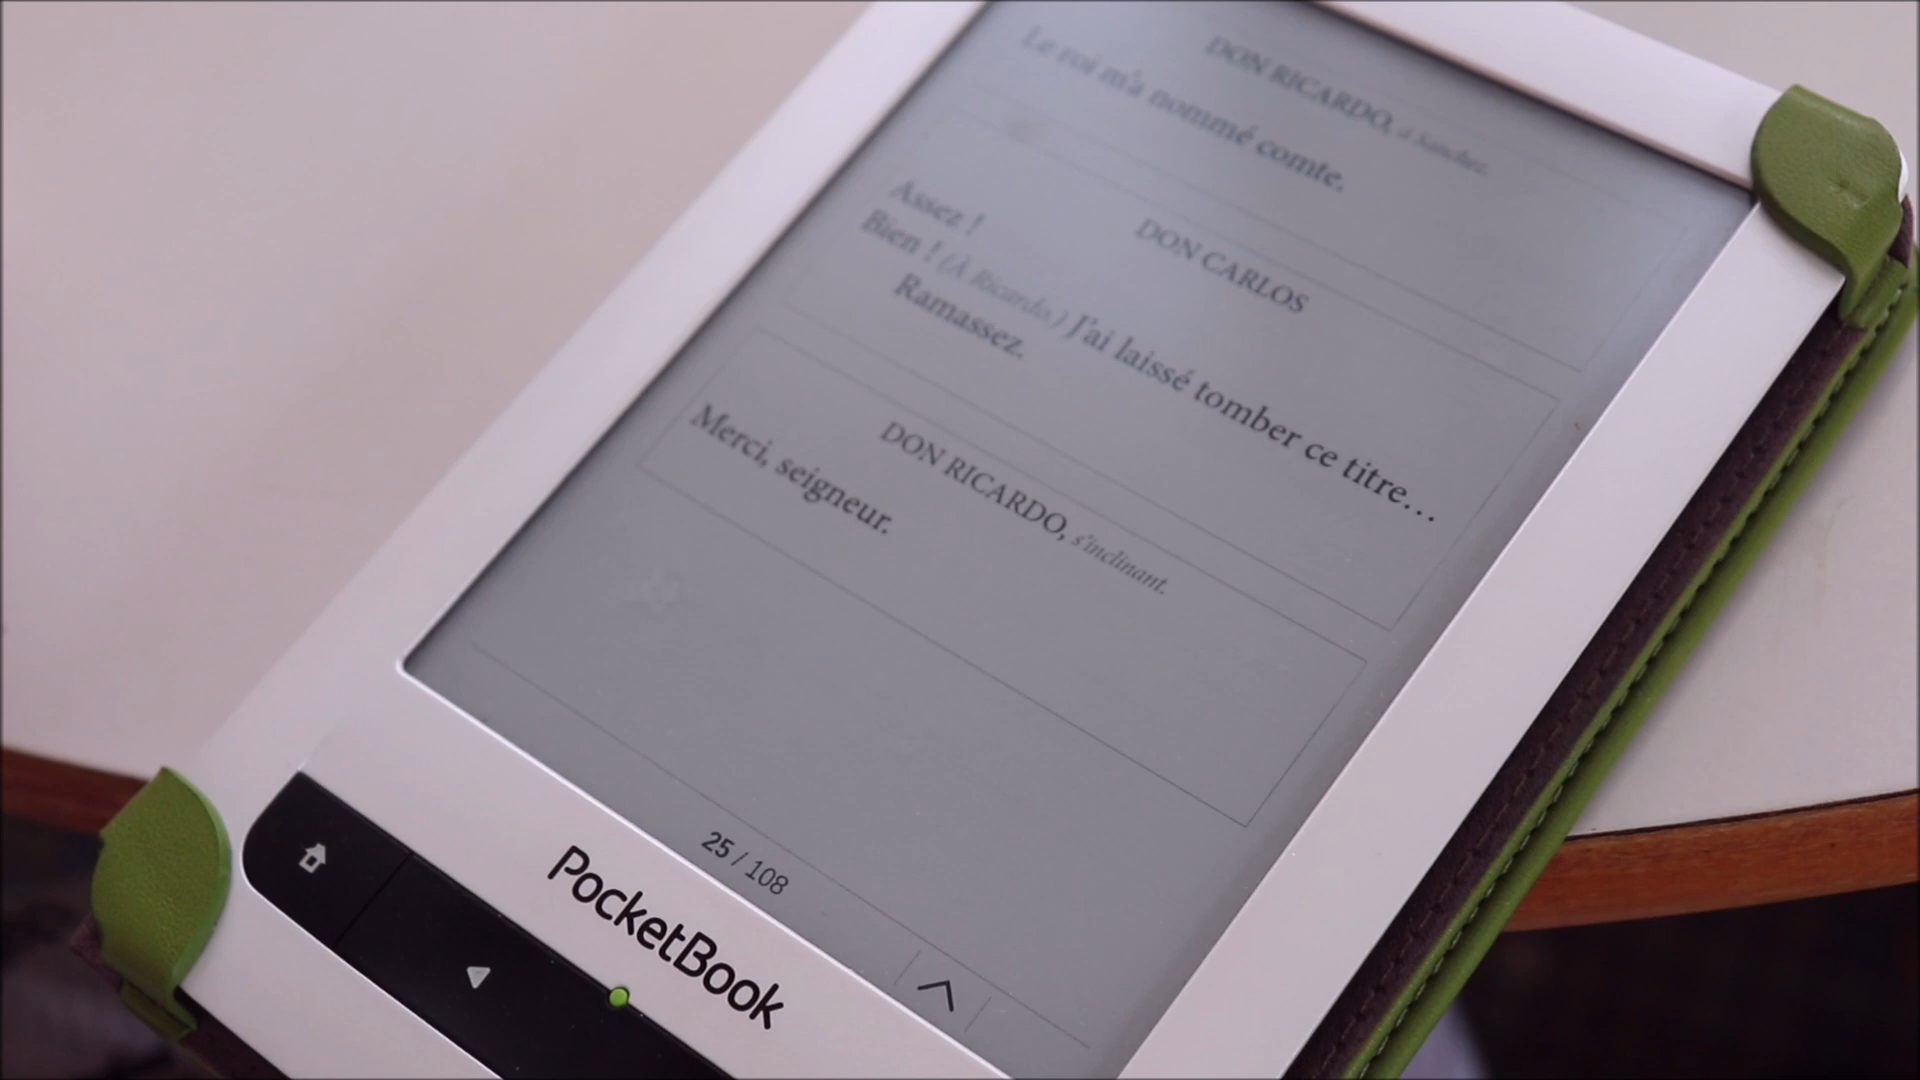 DON RICARDO, à Sanchez.
Le roi m'a nommé comte.
DON CARLOS
Assez !
Bien ! (À Ricardo.) J'ai laissé tomber ce titre...
Ramassez.
DON RICARDO, s'inclinant.
Merci, seigneur.
25 / 108
PocketBook